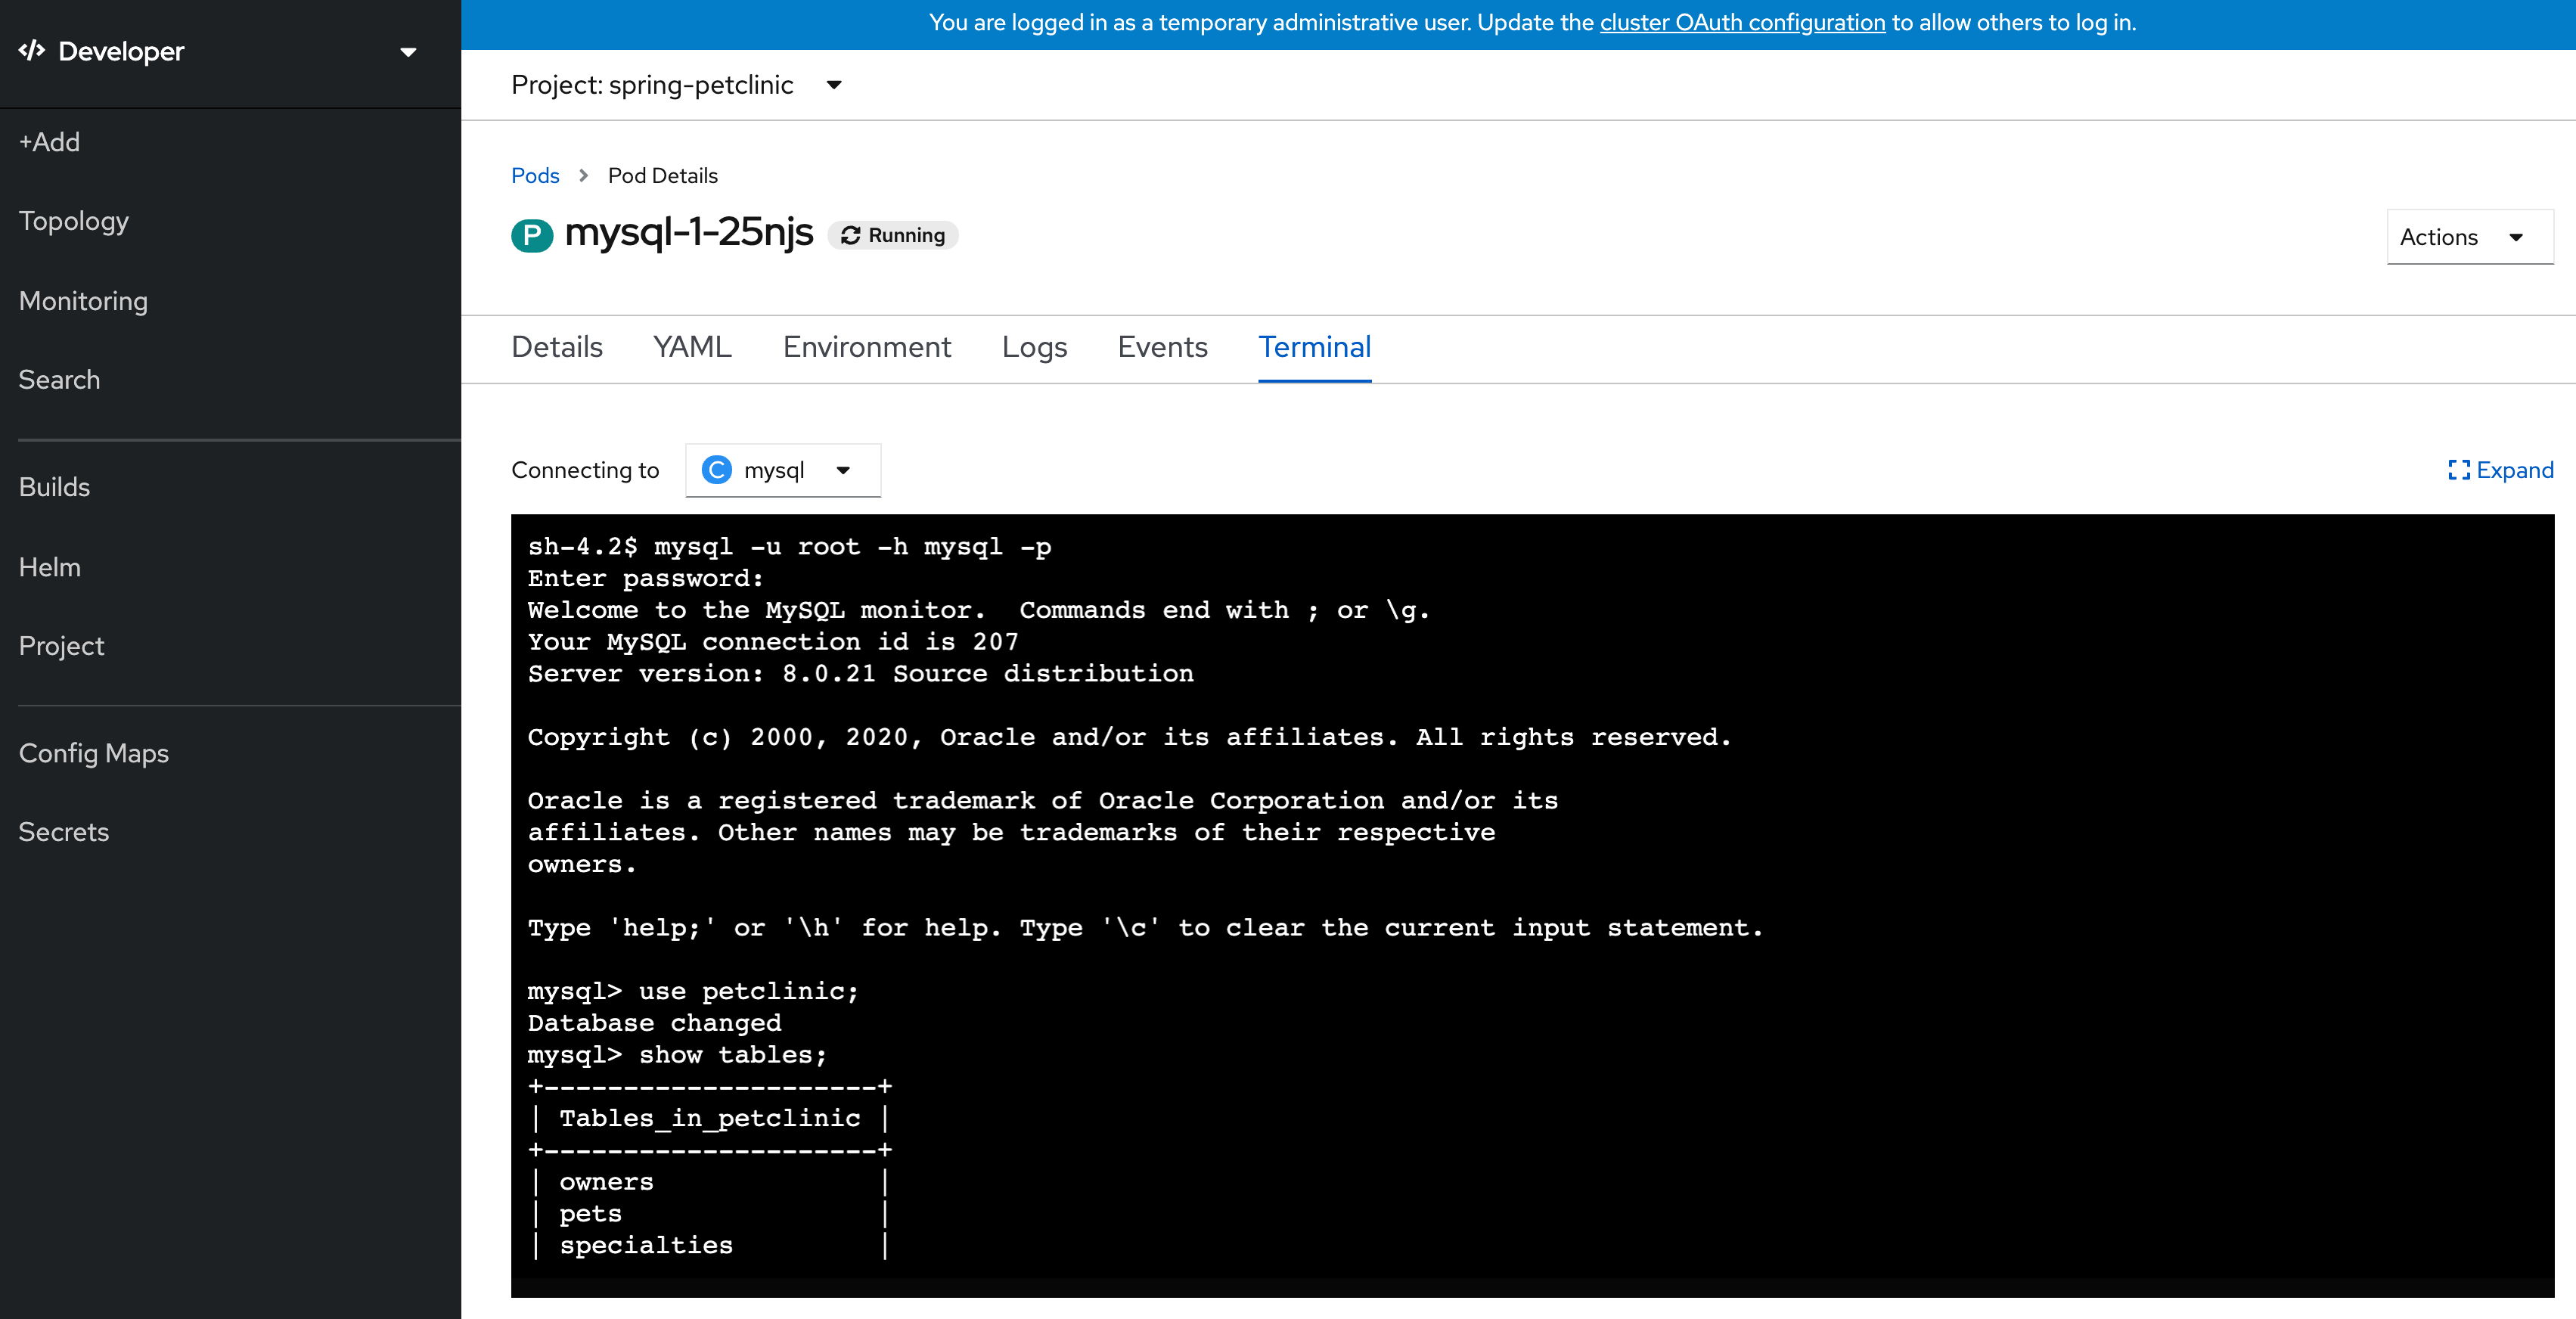 You are logged in as a temporary administrative user. Update the cluster OAuth configuration to allow others to log in.
</> Developer
+Add
Topology
Monitoring
Search
Builds
Helm
Project
Config Maps
Secrets
Project: spring-petclinic
Pods > Pod Details
P mysql-1-25njs Running
Actions
Details YAML Environment Logs Events Terminal
Connecting to C mysql
Expand
sh-4.2$ mysql -u root -h mysql -p
Enter password:
Welcome to the MySQL monitor.  Commands end with ; or \g.
Your MySQL connection id is 207
Server version: 8.0.21 Source distribution
Copyright (c) 2000, 2020, Oracle and/or its affiliates. All rights reserved.
Oracle is a registered trademark of Oracle Corporation and/or its
affiliates. Other names may be trademarks of their respective
owners.
Type 'help;' or '\h' for help. Type '\c' to clear the current input statement.
mysql> use petclinic;
Database changed
mysql> show tables;
+---------------------+
| Tables_in_petclinic |
+---------------------+
| owners              |
| pets                |
| specialties         |